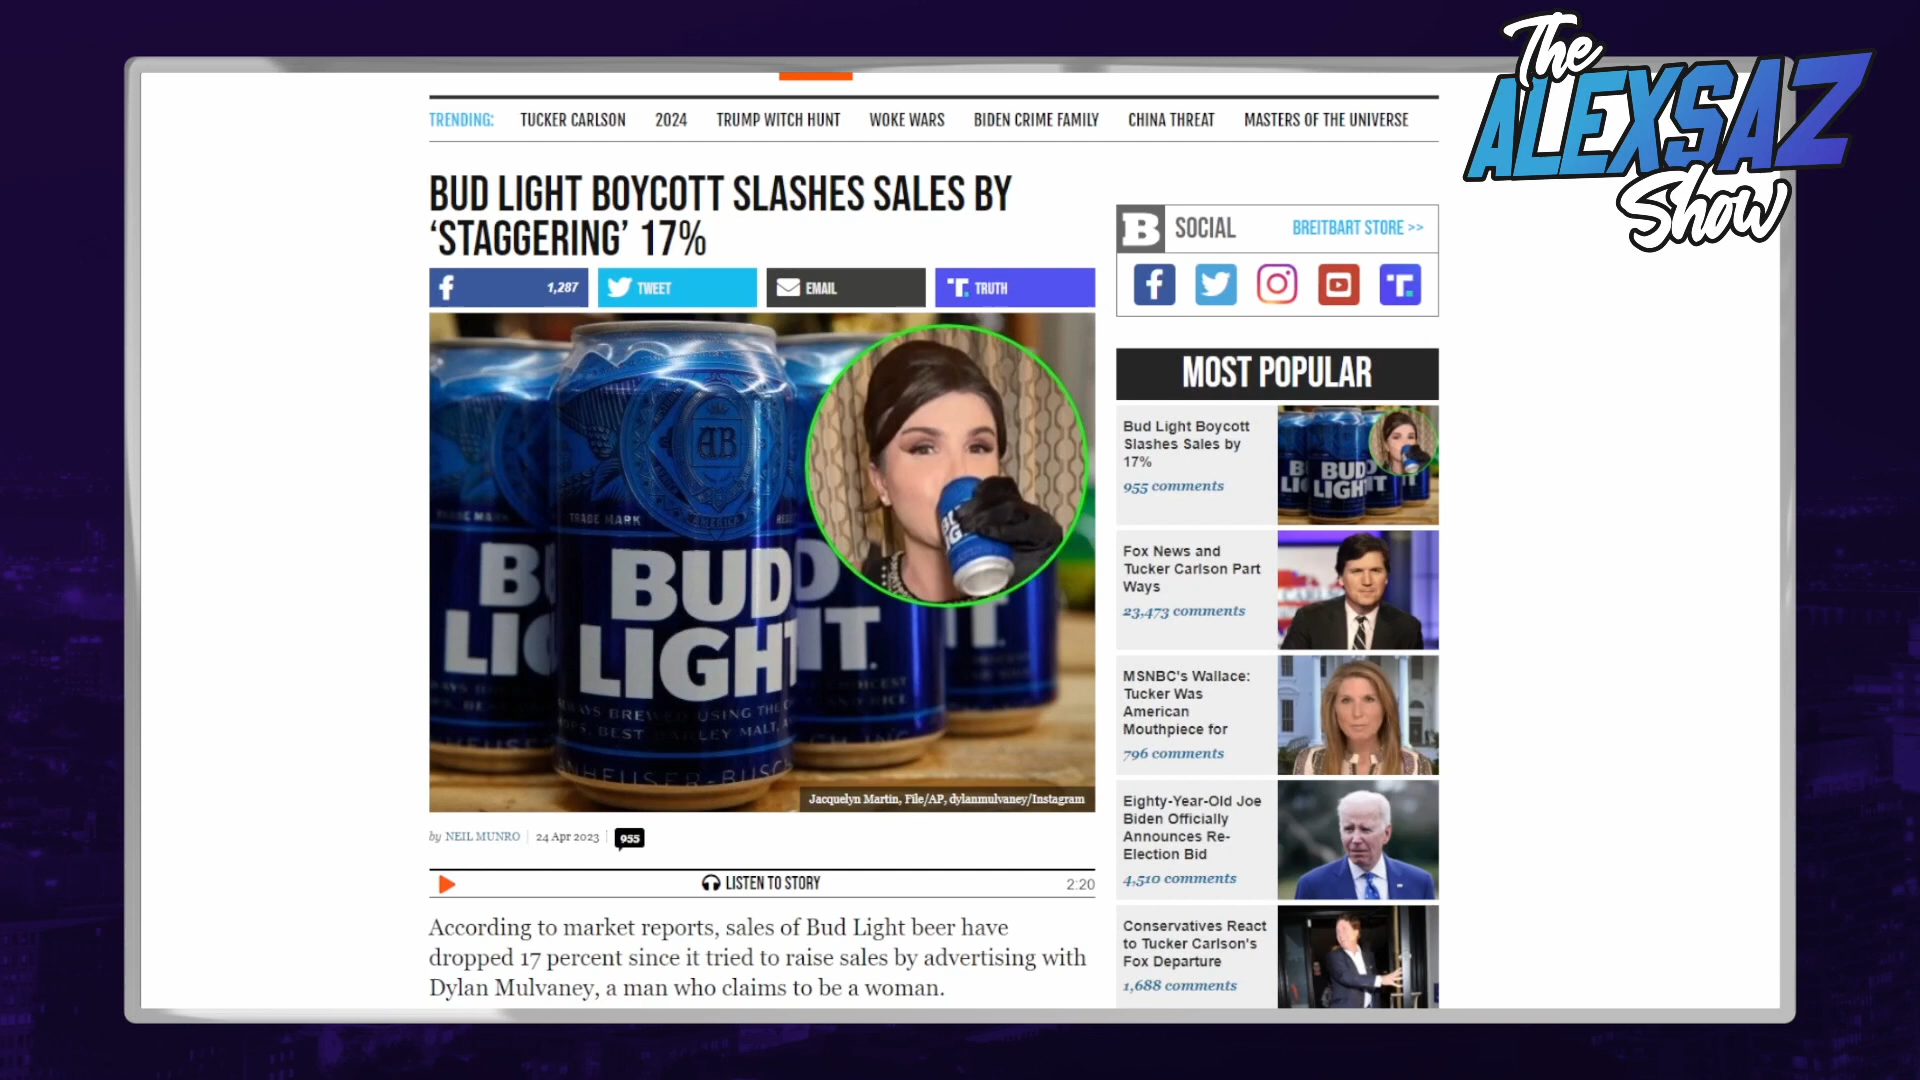 The
ALEXSAZ
Show
TRENDING: TUCKER CARLSON 2024 TRUMP WITCH HUNT WOKE WARS BIDEN CRIME FAMILY CHINA THREAT MASTERS OF THE UNIVERSE
BUD LIGHT BOYCOTT SLASHES SALES BY
‘STAGGERING’ 17%
1,287 TWEET EMAIL TRUTH
TRADE MARK
AB
AMERICA
BUD
LIGHT
ANHEUSER-BUSCH
Jacquelyn Martin, File/AP, dylanmulvaney/Instagram
by NEIL MUNRO 24 Apr 2023 955
LISTEN TO STORY 2:20
According to market reports, sales of Bud Light beer have
dropped 17 percent since it tried to raise sales by advertising with
Dylan Mulvaney, a man who claims to be a woman.
B SOCIAL BREITBART STORE >>
MOST POPULAR
Bud Light Boycott
Slashes Sales by
17%
955 comments
BUD
LIGHT
Fox News and
Tucker Carlson Part
Ways
23,473 comments
MSNBC's Wallace:
Tucker Was
American
Mouthpiece for
796 comments
Eighty-Year-Old Joe
Biden Officially
Announces Re-
Election Bid
4,510 comments
Conservatives React
to Tucker Carlson's
Fox Departure
1,688 comments